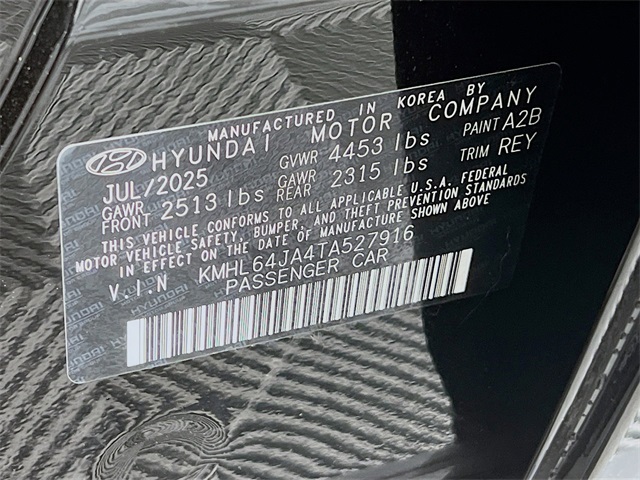 MANUFACTURED IN KOREA BY
HYUNDAI MOTOR COMPANY
JUL/2025 GVWR 4453 lbs PAINT A2B
GAWR FRONT 2513 lbs GAWR REAR 2315 lbs TRIM REY
THIS VEHICLE CONFORMS TO ALL APPLICABLE U.S.A. FEDERAL
MOTOR VEHICLE SAFETY, BUMPER, AND THEFT PREVENTION STANDARDS
IN EFFECT ON THE DATE OF MANUFACTURE SHOWN ABOVE
V.I.N KMHL64JA4TA527916
PASSENGER CAR